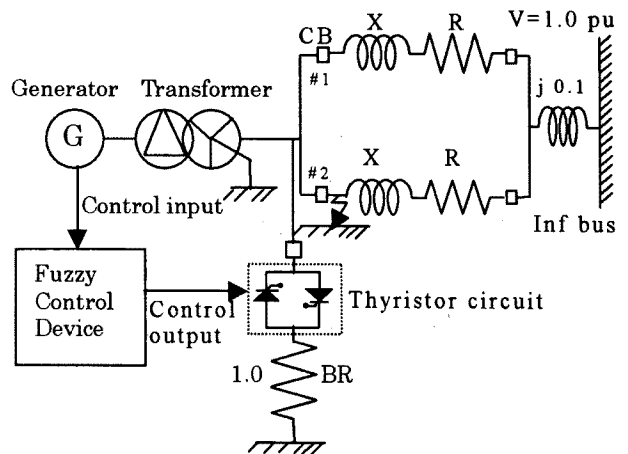 V=1.0 pu
CB
X
R
#1
j 0.1
Generator
Transformer
G
#2
X
R
Control input
Inf bus
Fuzzy
Control
Device
Control
output
Thyristor circuit
1.0
BR